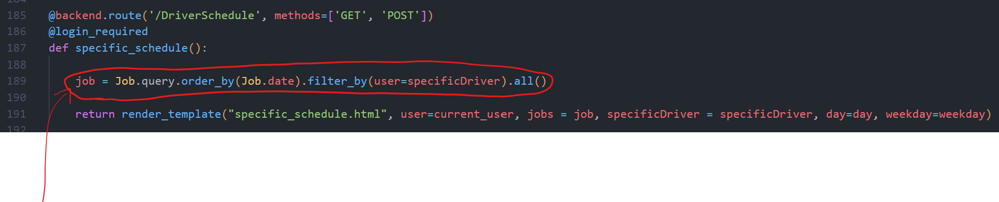 185 @backend.route('/DriverSchedule', methods=['GET', 'POST'])
186 @login_required
187 def specific_schedule():
188
189 job = Job.query.order_by(Job.date).filter_by(user=specificDriver).all()
190
191 return render_template("specific_schedule.html", user=current_user, jobs = job, specificDriver = specificDriver, day=day, weekday=weekday)
192